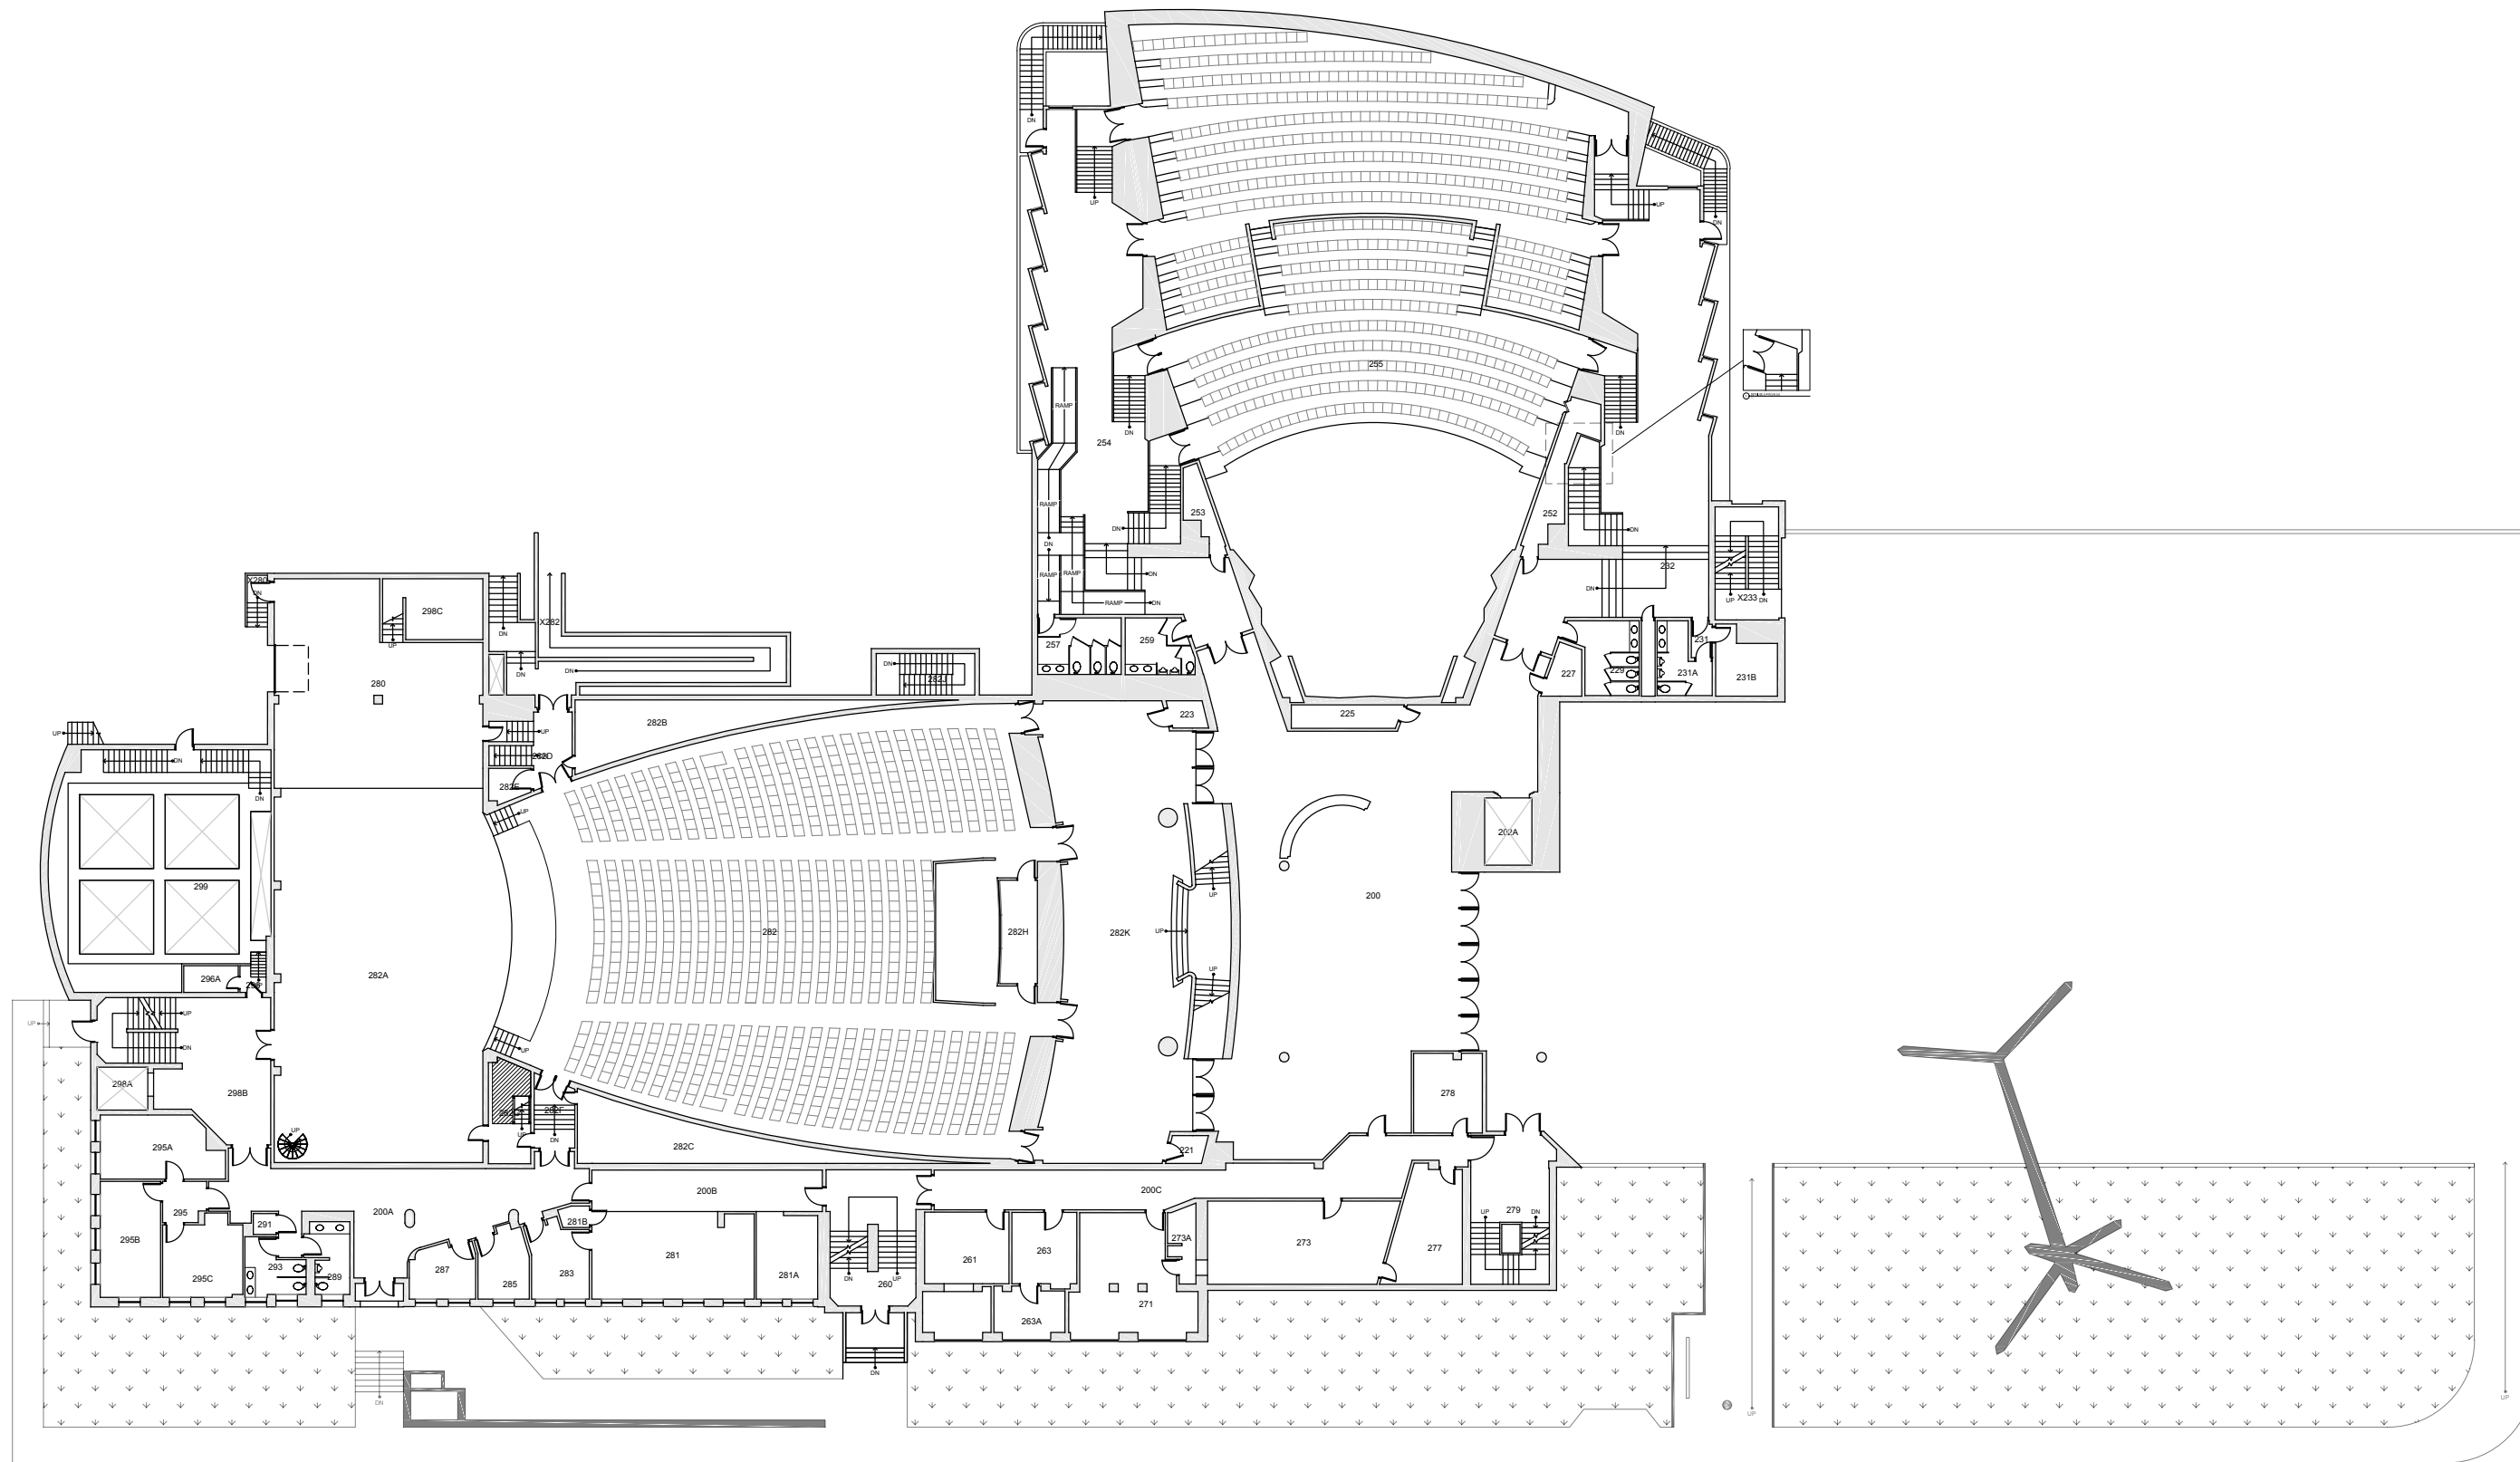 DN
DN
UP
UP
DN
DN
255
RAMP
DN
DN
254
RAMP
253
252
DN
DN
DN
232
RAMP
RAMP
DN
DN
RAMP
DN
UP
DN
X233
X280
DN
298C
UP
DN
X282
DN
DN
257
259
231
227
229
231A
231B
280
282J
DN
282B
223
225
UP
UP
DN
282D
DN
282E
UP
202A
299
UP
200
282
282H
282K
UP
282A
296A
UP
UP
UP
DN
UP
298A
298B
278
282F
UP
DN
UP
295A
282C
221
200B
200C
295
291
200A
281B
279
UP
DN
295B
293
289
295C
287
285
283
281
281A
DN
260
UP
261
263
273A
273
277
263A
271
DN
DN
UP
UP